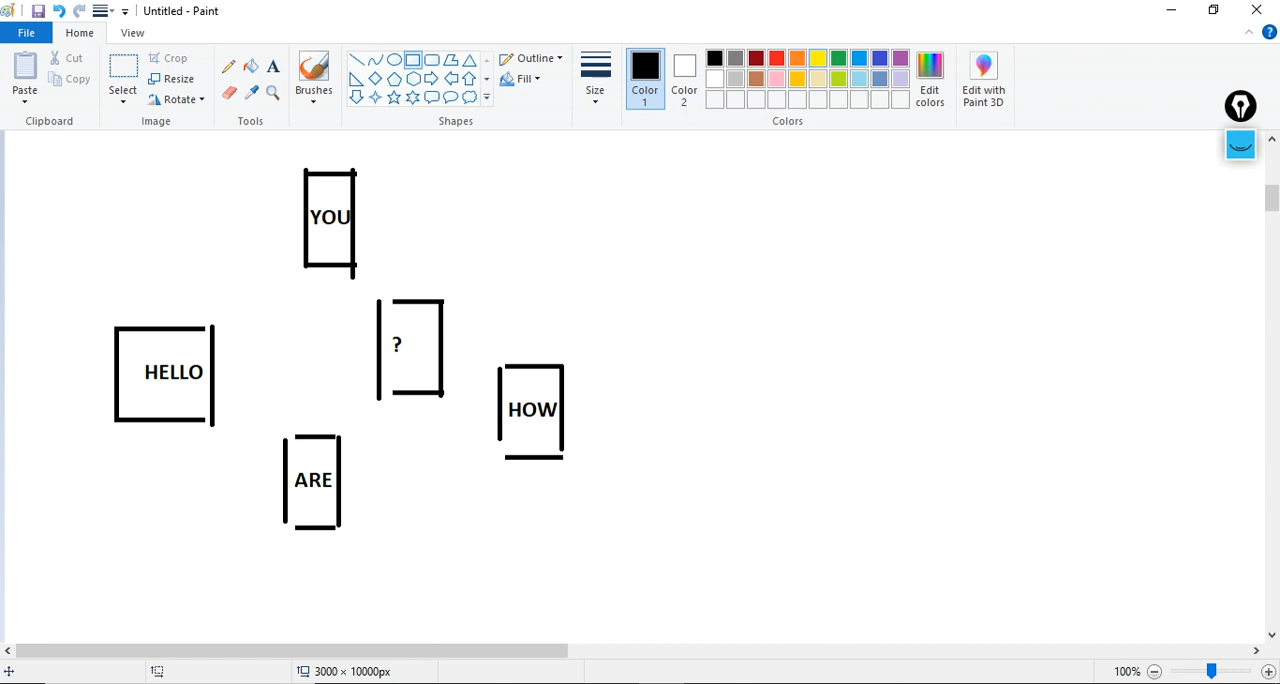 Untitled - Paint
File Home View
Paste
Cut
Copy
Clipboard
Select
Crop
Resize
Rotate
Image
Tools
Brushes
Shapes
Outline
Fill
Size
Color 1
Color 2
Colors
Edit colors
Edit with Paint 3D
YOU
?
HELLO
HOW
ARE
3000 × 10000px
100%